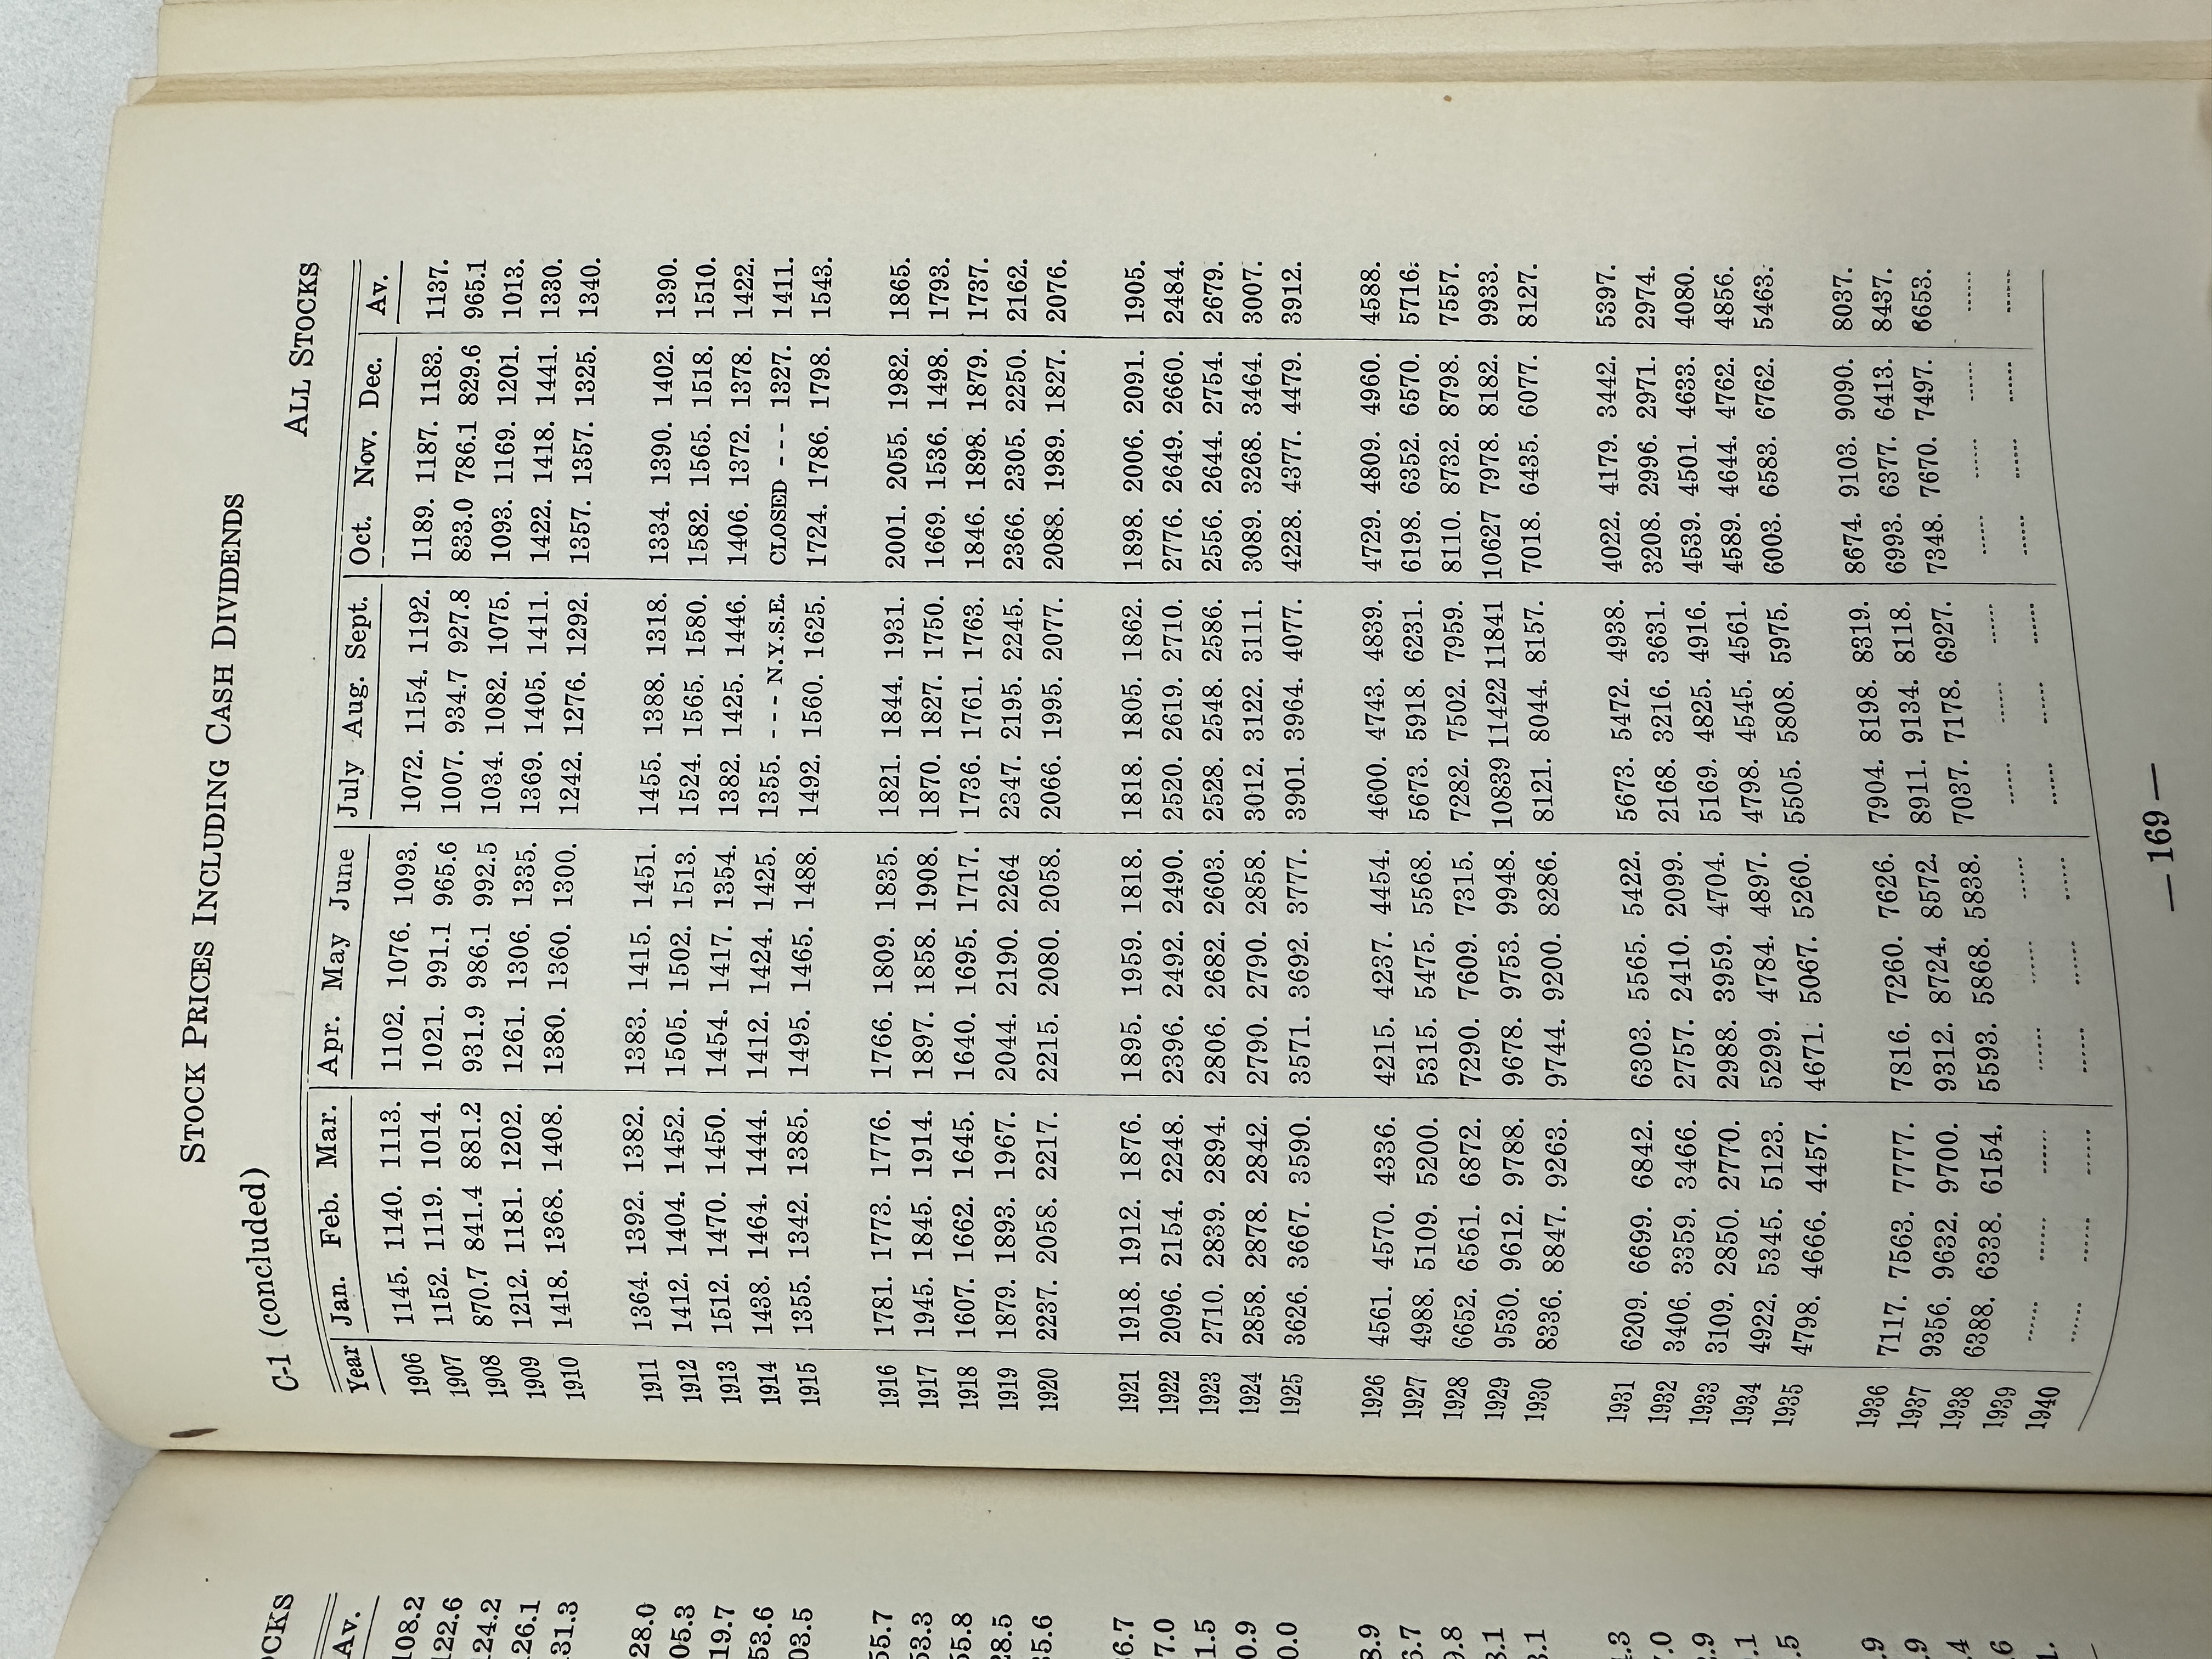 STOCK PRICES INCLUDING CASH DIVIDENDS
C-1 (concluded)
ALL STOCKS
Year Jan. Feb. Mar. Apr. May June July Aug. Sept. Oct. Nov. Dec. Av.
1906 1145. 1140. 1113. 1102. 1076. 1093. 1072. 1154. 1192. 1189. 1187. 1183. 1137.
1907 1152. 1119. 1014. 1021. 991.1 965.6 1007. 934.7 927.8 833.0 786.1 829.6 965.1
1908 870.7 841.4 881.2 931.9 986.1 992.5 1034. 1082. 1075. 1093. 1169. 1201. 1013.
1909 1212. 1181. 1202. 1261. 1306. 1335. 1369. 1405. 1411. 1422. 1418. 1441. 1330.
1910 1418. 1368. 1408. 1380. 1360. 1300. 1242. 1276. 1292. 1357. 1357. 1325. 1340.
1911 1364. 1392. 1382. 1383. 1415. 1451. 1455. 1388. 1318. 1334. 1390. 1402. 1390.
1912 1412. 1404. 1452. 1505. 1502. 1513. 1524. 1565. 1580. 1582. 1565. 1518. 1510.
1913 1512. 1470. 1450. 1454. 1417. 1354. 1382. 1425. 1446. 1406. 1372. 1378. 1422.
1914 1438. 1464. 1444. 1412. 1424. 1425. 1355. - - - N.Y.S.E. CLOSED - - - 1327. 1411.
1915 1355. 1342. 1385. 1495. 1465. 1488. 1492. 1560. 1625. 1724. 1786. 1798. 1543.
1916 1781. 1773. 1776. 1766. 1809. 1835. 1821. 1844. 1931. 2001. 2055. 1982. 1865.
1917 1945. 1845. 1914. 1897. 1858. 1908. 1870. 1827. 1750. 1669. 1536. 1498. 1793.
1918 1607. 1662. 1645. 1640. 1695. 1717. 1736. 1761. 1763. 1846. 1898. 1879. 1737.
1919 1879. 1893. 1967. 2044. 2190. 2264 2347. 2195. 2245. 2366. 2305. 2250. 2162.
1920 2237. 2058. 2217. 2215. 2080. 2058. 2066. 1995. 2077. 2088. 1989. 1827. 2076.
1921 1918. 1912. 1876. 1895. 1959. 1818. 1818. 1805. 1862. 1898. 2006. 2091. 1905.
1922 2096. 2154. 2248. 2396. 2492. 2490. 2520. 2619. 2710. 2776. 2649. 2660. 2484.
1923 2710. 2839. 2894. 2806. 2682. 2603. 2528. 2548. 2586. 2556. 2644. 2754. 2679.
1924 2858. 2878. 2842. 2790. 2790. 2858. 3012. 3122. 3111. 3089. 3268. 3464. 3007.
1925 3626. 3667. 3590. 3571. 3692. 3777. 3901. 3964. 4077. 4228. 4377. 4479. 3912.
1926 4561. 4570. 4336. 4215. 4237. 4454. 4600. 4743. 4839. 4729. 4809. 4960. 4588.
1927 4988. 5109. 5200. 5315. 5475. 5568. 5673. 5918. 6231. 6198. 6352. 6570. 5716.
1928 6652. 6561. 6872. 7290. 7609. 7315. 7282. 7502. 7959. 8110. 8732. 8798. 7557.
1929 9530. 9612. 9788. 9678. 9753. 9948. 10839 11422 11841 10627 7978. 8182. 9933.
1930 8336. 8847. 9263. 9744. 9200. 8286. 8121. 8044. 8157. 7018. 6435. 6077. 8127.
1931 6209. 6699. 6842. 6303. 5565. 5422. 5673. 5472. 4938. 4022. 4179. 3442. 5397.
1932 3406. 3359. 3466. 2757. 2410. 2099. 2168. 3216. 3631. 3208. 2996. 2971. 2974.
1933 3109. 2850. 2770. 2988. 3959. 4704. 5169. 4825. 4916. 4539. 4501. 4633. 4080.
1934 4922. 5345. 5123. 5299. 4784. 4897. 4798. 4545. 4561. 4589. 4644. 4762. 4856.
1935 4798. 4666. 4457. 4671. 5067. 5260. 5505. 5808. 5975. 6003. 6583. 6762. 5463.
1936 7117. 7563. 7777. 7816. 7260. 7626. 7904. 8198. 8319. 8674. 9103. 9090. 8037.
1937 9356. 9632. 9700. 9312. 8724. 8572. 8911. 9134. 8118. 6993. 6377. 6413. 8437.
1938 6388. 6338. 6154. 5593. 5868. 5838. 7037. 7178. 6927. 7348. 7670. 7497. 6653.
1939 ...... ...... ...... ...... ...... ...... ...... ...... ...... ...... ...... ...... ......
1940 ...... ...... ...... ...... ...... ...... ...... ...... ...... ...... ...... ...... ......
— 169 —